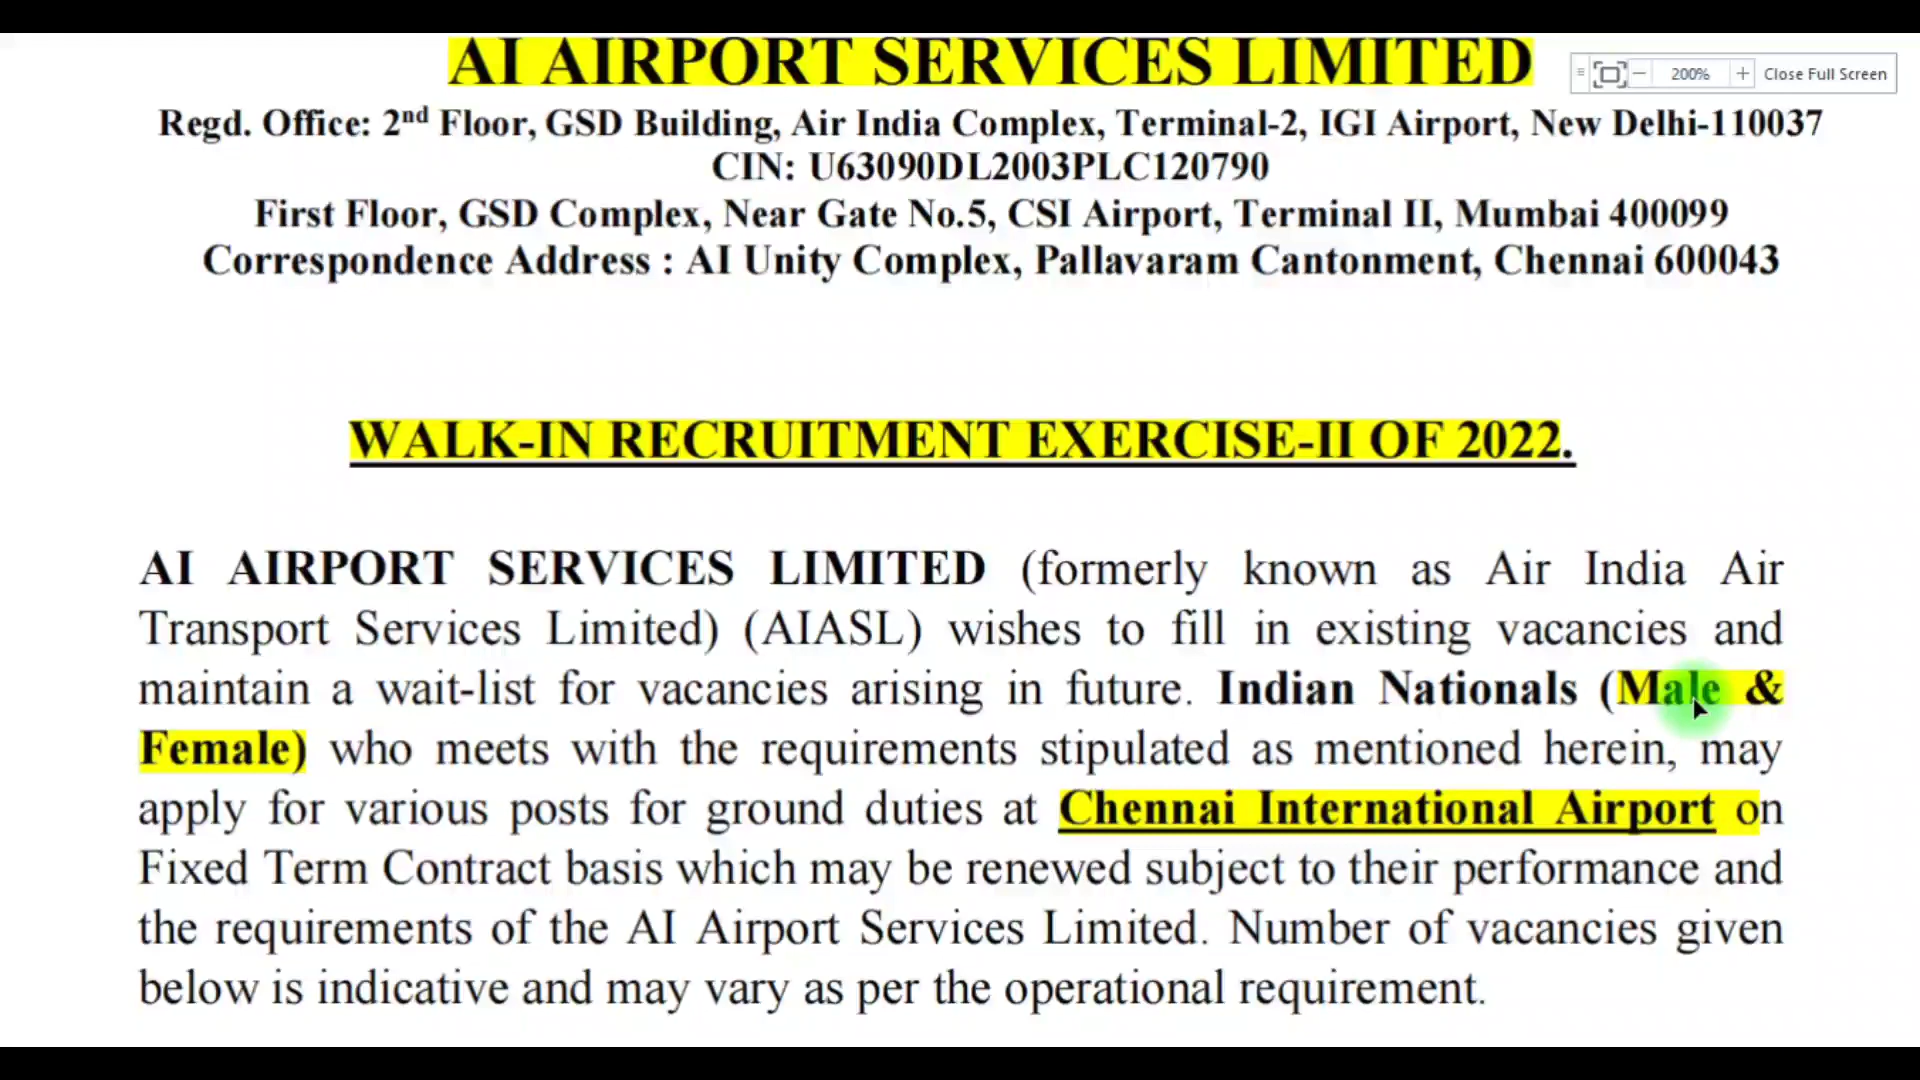 AI AIRPORT SERVICES LIMITED
200%
Close Full Screen
Regd. Office: 2nd Floor, GSD Building, Air India Complex, Terminal-2, IGI Airport, New Delhi-110037
CIN: U63090DL2003PLC120790
First Floor, GSD Complex, Near Gate No.5, CSI Airport, Terminal II, Mumbai 400099
Correspondence Address : AI Unity Complex, Pallavaram Cantonment, Chennai 600043
WALK-IN RECRUITMENT EXERCISE-II OF 2022.
AI AIRPORT SERVICES LIMITED (formerly known as Air India Air
Transport Services Limited) (AIASL) wishes to fill in existing vacancies and
maintain a wait-list for vacancies arising in future. Indian Nationals (Male &
Female) who meets with the requirements stipulated as mentioned herein, may
apply for various posts for ground duties at Chennai International Airport on
Fixed Term Contract basis which may be renewed subject to their performance and
the requirements of the AI Airport Services Limited. Number of vacancies given
below is indicative and may vary as per the operational requirement.